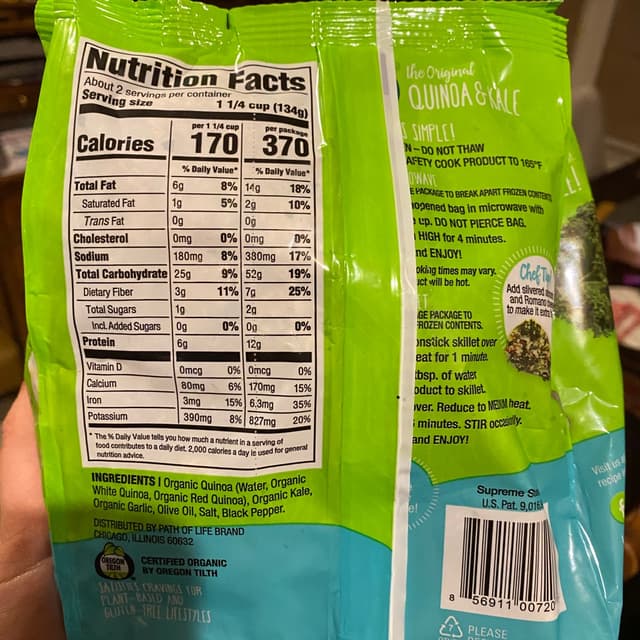 Nutrition Facts
About 2 servings per container
Serving size 1 1/4 cup (134g)
per 1 1/4 cup per package
Calories 170 370
% Daily Value* % Daily Value*
Total Fat 6g 8% 14g 18%
Saturated Fat 1g 5% 2g 10%
Trans Fat 0g 0g
Cholesterol 0mg 0% 0mg 0%
Sodium 180mg 8% 380mg 17%
Total Carbohydrate 25g 9% 52g 19%
Dietary Fiber 3g 11% 7g 25%
Total Sugars 1g 2g
Incl. Added Sugars 0g 0% 0g 0%
Protein 6g 12g
Vitamin D 0mcg 0% 0mcg 0%
Calcium 80mg 6% 170mg 15%
Iron 3mg 15% 6.3mg 35%
Potassium 390mg 8% 827mg 20%
* The % Daily Value tells you how much a nutrient in a serving of
food contributes to a daily diet. 2,000 calories a day is used for general
nutrition advice.
INGREDIENTS | Organic Quinoa (Water, Organic
White Quinoa, Organic Red Quinoa), Organic Kale,
Organic Garlic, Olive Oil, Salt, Black Pepper.
DISTRIBUTED BY PATH OF LIFE BRAND
CHICAGO, ILLINOIS 60632
OREGON
TILTH
CERTIFIED ORGANIC
BY OREGON TILTH
SATISFIES CRAVINGS FOR
PLANT-BASED AND
GLUTEN-FREE LIFESTYLES
the Original
QUINOA & KALE
SIMPLE!
N - DO NOT THAW
AFETY COOK PRODUCT TO 165°F
OWAVE
E PACKAGE TO BREAK APART FROZEN CONTENTS
nopened bag in microwave with
up. DO NOT PIERCE BAG.
HIGH for 4 minutes.
nd ENJOY!
oking times may vary.
uct will be hot.
GE PACKAGE TO
FROZEN CONTENTS.
onstick skillet over
eat for 1 minute.
tbsp. of water
oduct to skillet.
ver. Reduce to MEDIUM heat.
minutes. STIR occasionally.
and ENJOY!
Chef Tip
Add slivered
and Romano
to make it extra
Visit us
recipe
Supreme
U.S. Pat. 9,016
8 56911 00720
7
PLEASE